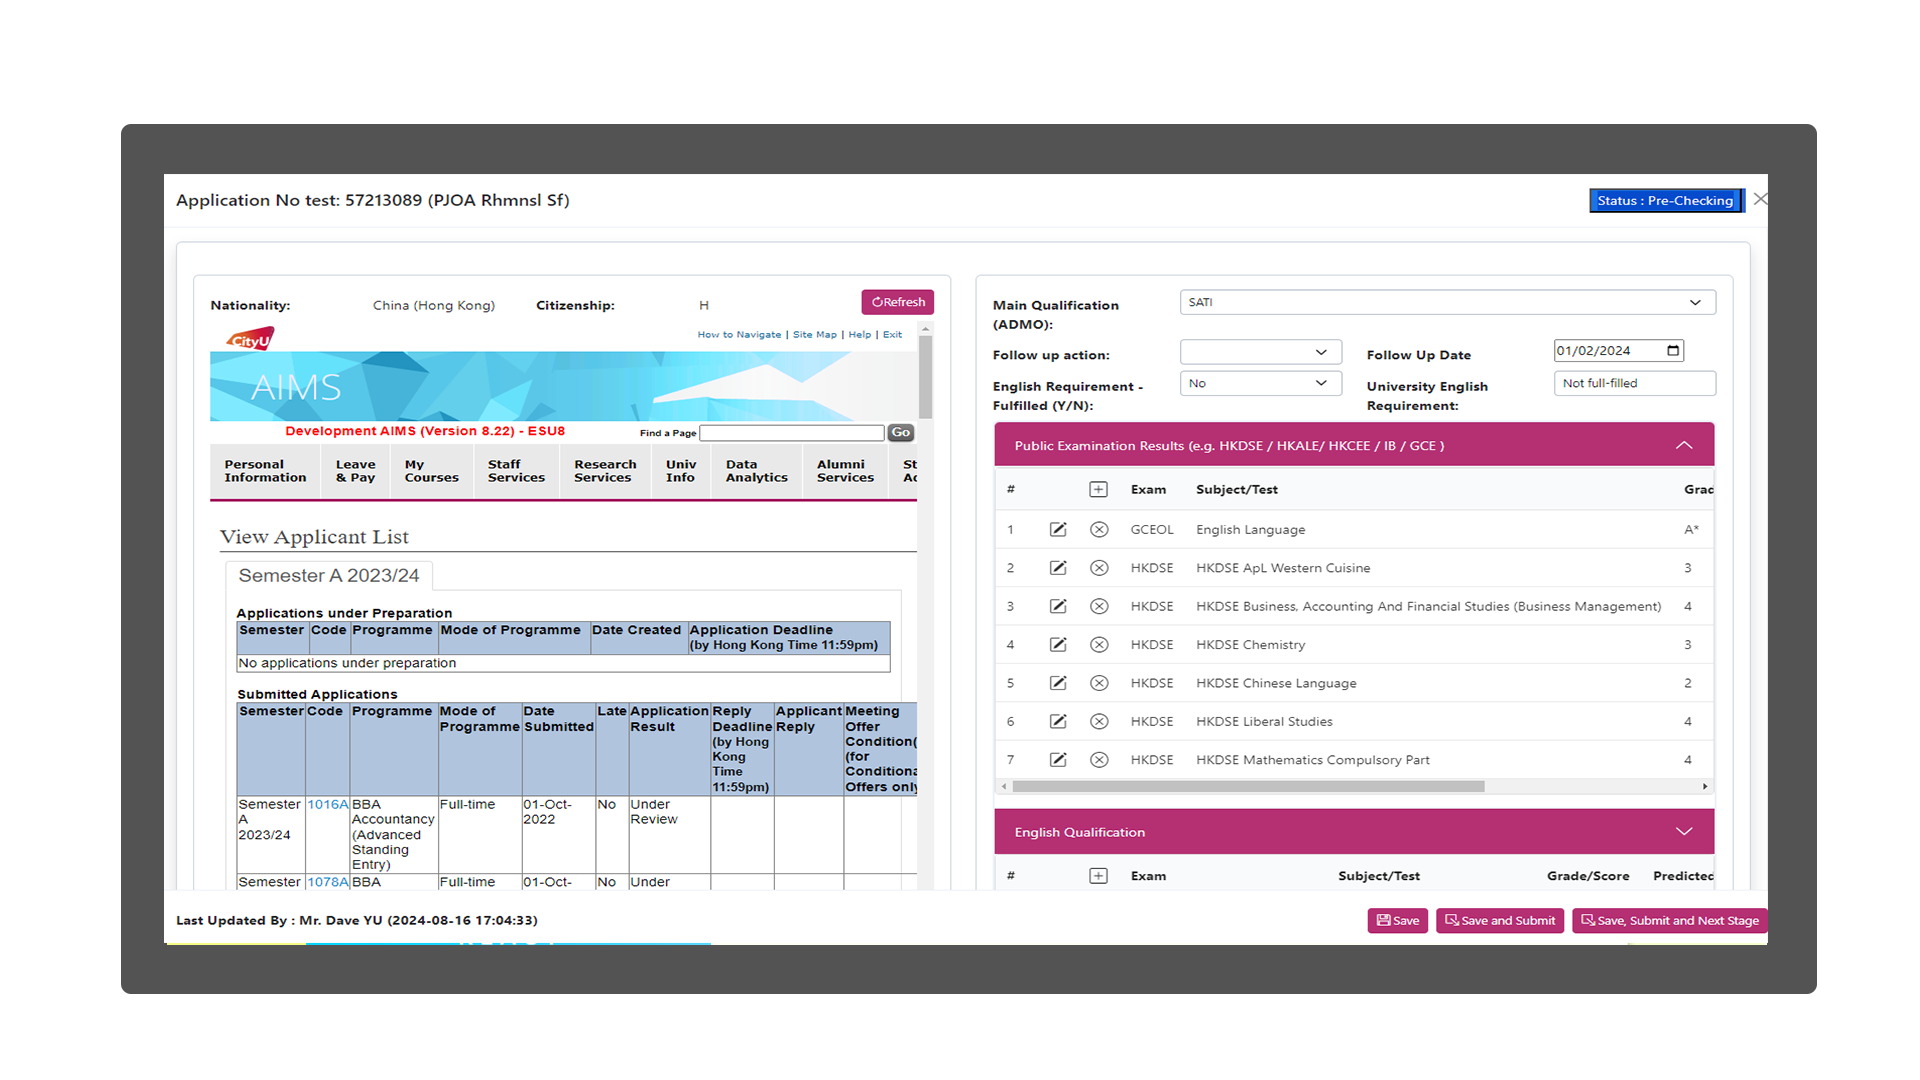 Application No test: 57213089 (PJOA Rhmnsl Sf)
Status : Pre-Checking
Nationality: China (Hong Kong) Citizenship: H
Refresh
CityU
How to Navigate | Site Map | Help | Exit
AIMS
Development AIMS (Version 8.22) - ESU8
Find a Page Go
Personal Information
Leave & Pay
My Courses
Staff Services
Research Services
Univ Info
Data Analytics
Alumni Services
View Applicant List
Semester A 2023/24
Applications under Preparation
Semester Code Programme Mode of Programme Date Created Application Deadline (by Hong Kong Time 11:59pm)
No applications under preparation
Submitted Applications
Semester Code Programme Mode of Programme Date Submitted Late Application Result Reply Deadline (by Hong Kong Time 11:59pm) Applicant Reply Meeting Offer Condition( (for Conditiona Offers only
Semester A 2023/24 1016A BBA Accountancy (Advanced Standing Entry) Full-time 01-Oct-2022 No Under Review
Semester 1078A BBA Full-time 01-Oct- No Under
Main Qualification (ADMO): SATI
Follow up action:
Follow Up Date 01/02/2024
English Requirement - Fulfilled (Y/N): No
University English Requirement: Not full-filled
Public Examination Results (e.g. HKDSE / HKALE/ HKCEE / IB / GCE )
# Exam Subject/Test Grad
1 GCEOL English Language A*
2 HKDSE HKDSE ApL Western Cuisine 3
3 HKDSE HKDSE Business, Accounting And Financial Studies (Business Management) 4
4 HKDSE HKDSE Chemistry 3
5 HKDSE HKDSE Chinese Language 2
6 HKDSE HKDSE Liberal Studies 4
7 HKDSE HKDSE Mathematics Compulsory Part 4
English Qualification
# Exam Subject/Test Grade/Score Predicted
Last Updated By : Mr. Dave YU (2024-08-16 17:04:33)
Save
Save and Submit
Save, Submit and Next Stage